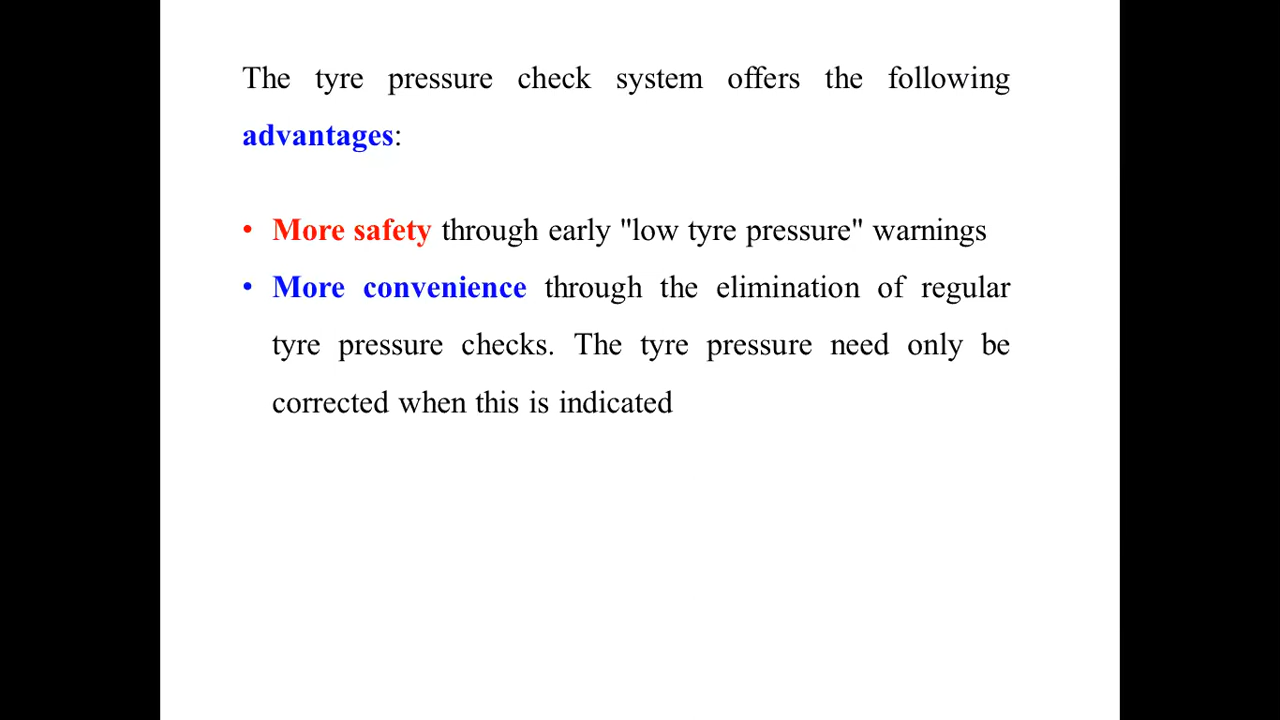 The tyre pressure check system offers the following
advantages:
• More safety through early "low tyre pressure" warnings
• More convenience through the elimination of regular
tyre pressure checks. The tyre pressure need only be
corrected when this is indicated